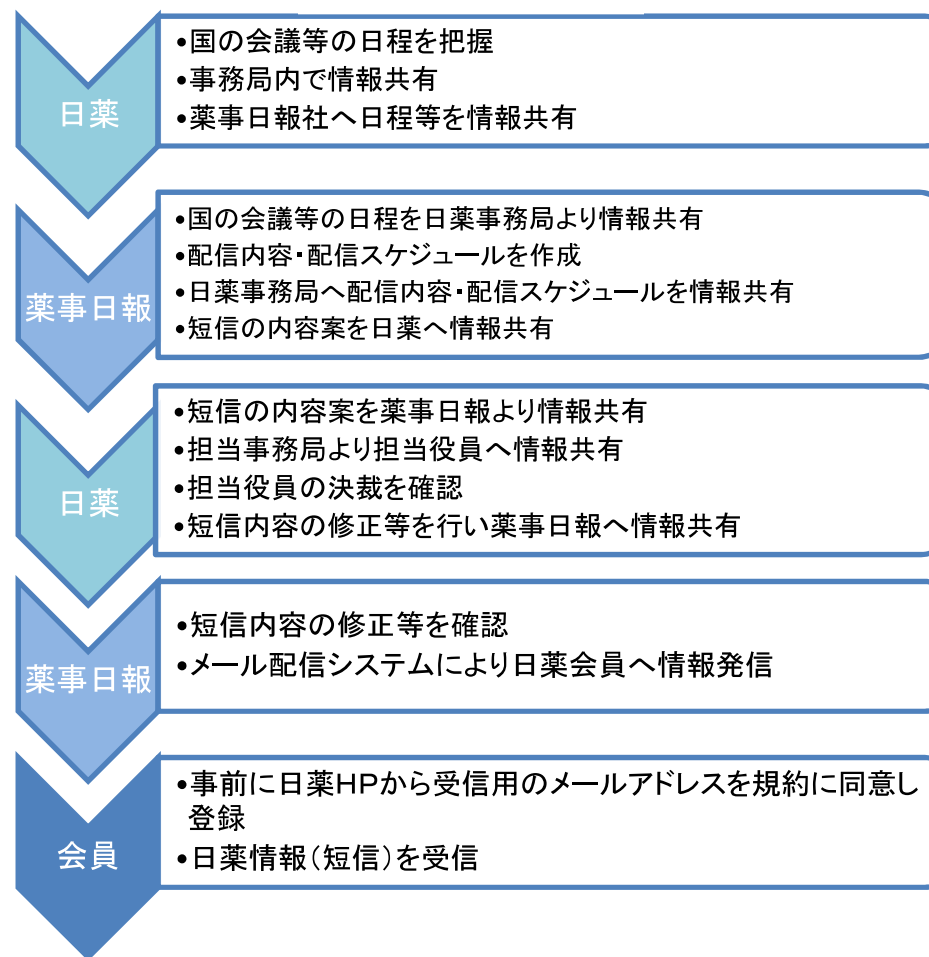 日薬
•国の会議等の日程を把握
•事務局内で情報共有
•薬事日報社へ日程等を情報共有
薬事日報
•国の会議等の日程を日薬事務局より情報共有
•配信内容・配信スケジュールを作成
•日薬事務局へ配信内容・配信スケジュールを情報共有
•短信の内容案を日薬へ情報共有
日薬
•短信の内容案を薬事日報より情報共有
•担当事務局より担当役員へ情報共有
•担当役員の決裁を確認
•短信内容の修正等を行い薬事日報へ情報共有
薬事日報
•短信内容の修正等を確認
•メール配信システムにより日薬会員へ情報発信
会員
•事前に日薬HPから受信用のメールアドレスを規約に同意し
登録
•日薬情報(短信)を受信